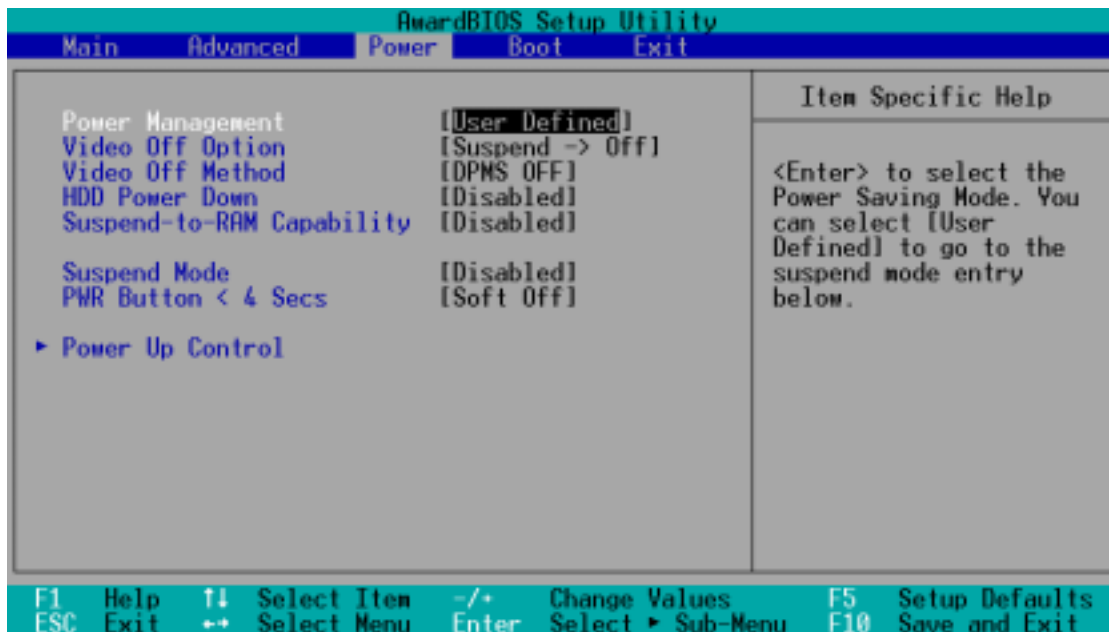 AwardBIOS Setup Utility
Main Advanced Power Boot Exit
Power Management [User Defined]
Video Off Option [Suspend -> Off]
Video Off Method [DPMS OFF]
HDD Power Down [Disabled]
Suspend-to-RAM Capability [Disabled]
Suspend Mode [Disabled]
PWR Button < 4 Secs [Soft Off]
▸ Power Up Control
Item Specific Help
<Enter> to select the
Power Saving Mode. You
can select [User
Defined] to go to the
suspend mode entry
below.
F1 Help ↑↓ Select Item -/+ Change Values F5 Setup Defaults
ESC Exit ←→ Select Menu Enter Select ▸ Sub-Menu F10 Save and Exit